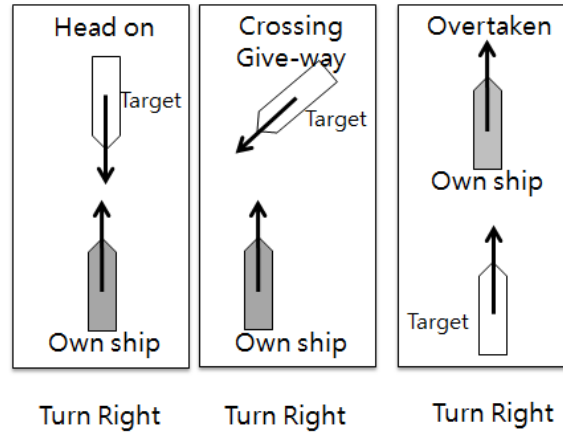 Head on
Target
Own ship
Turn Right
Crossing
Give-way
Target
Own ship
Turn Right
Overtaken
Own ship
Target
Turn Right